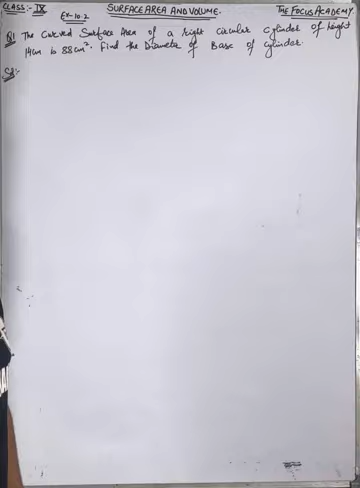 CLASS:- IX
SURFACE AREA AND VOLUME.
THE FOCUS ACADEMY
EX-10.2
Q1 The Curved Surface Area of a right circular cylinder of height
14cm is 88cm². Find the Diameter of Base of cylinder.
Sol:-